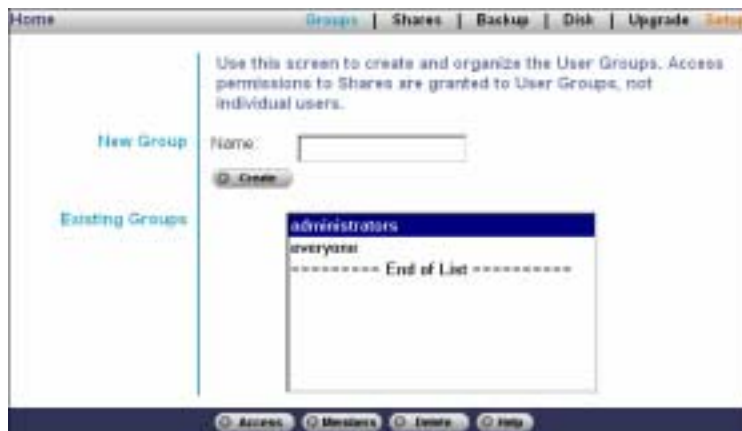 Home Groups | Shares | Backup | Disk | Upgrade Setup
Use this screen to create and organize the User Groups. Access
permissions to Shares are granted to User Groups, not
individual users.
New Group Name
Create
Existing Groups
administrators
everyone
--------- End of List ----------
Access Members Delete Help